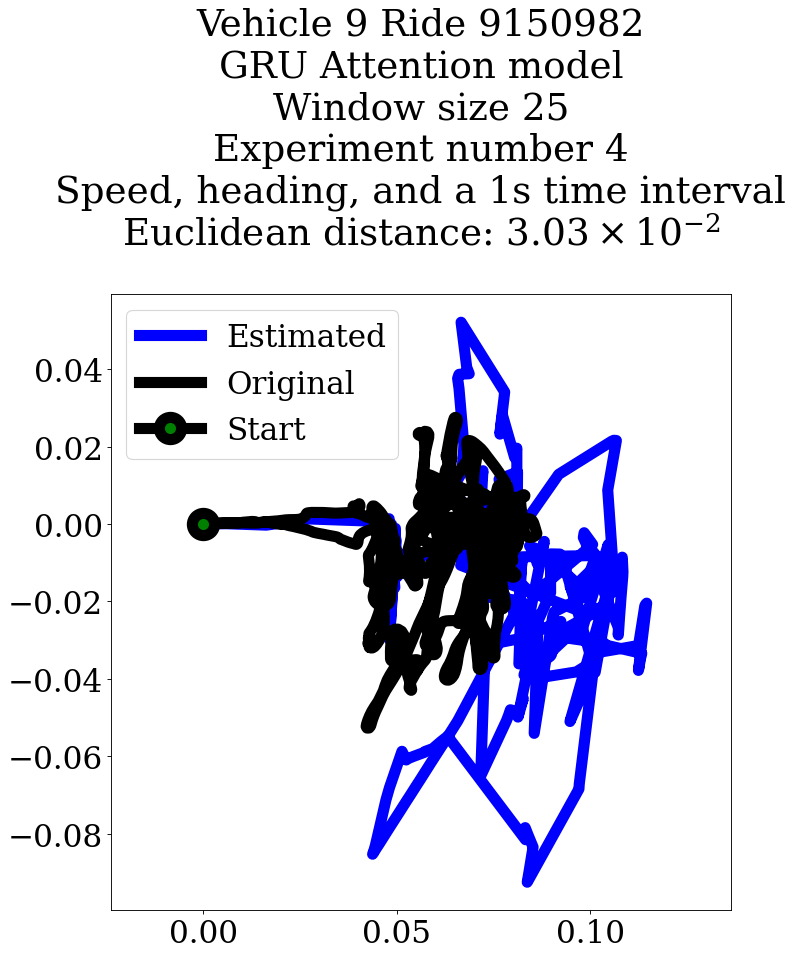 Vehicle 9 Ride 9150982
GRU Attention model
Window size 25
Experiment number 4
Speed, heading, and a 1s time interval
Euclidean distance: 3.03 × 10⁻²
Estimated
Original
Start
0.04
0.02
0.00
−0.02
−0.04
−0.06
−0.08
0.00 0.05 0.10